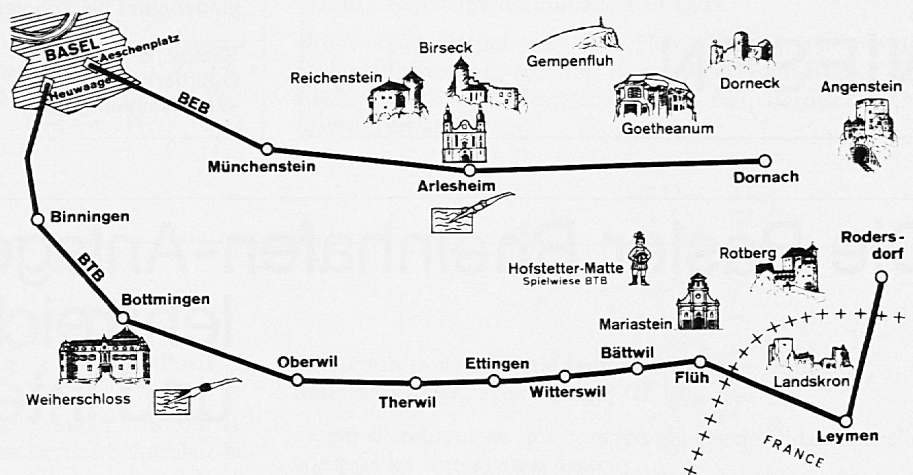 BASEL
Aeschenplatz
Heuwaage
BEB
Münchenstein
Reichenstein
Birseck
Arlesheim
Gempenfluh
Goetheanum
Dorneck
Angenstein
Dornach
Binningen
BTB
Bottmingen
Weiherschloss
Oberwil
Therwil
Ettingen
Witterswil
Bättwil
Flüh
Hofstetter-Matte
Spielwiese BTB
Mariastein
Rotberg
Roders-
dorf
Landskron
Leymen
FRANCE